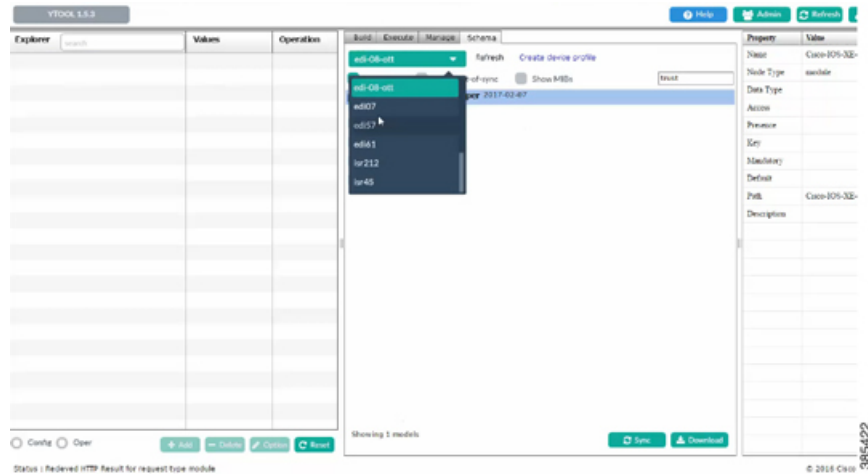 YTOOL 1.5.3
Help
Admin
Refresh
Explorer
search
Values
Operation
Build
Execute
Manage
Schema
Property
Value
edi-08-ott
Refresh
Create device profile
-of-sync
Show MIBs
trust
edi-08-ott
edi07
edi57
edi61
isr212
isr45
per 2017-02-07
Name
Cisco-IOS-XE-
Node Type
module
Data Type
Access
Presence
Key
Mandatory
Default
Path
Cisco-IOS-XE-
Description
Showing 1 models
Sync
Download
Config
Oper
Add
Delete
Option
Reset
Status : Redeved HTTP Result for request type module
© 2016 Cisco
385422